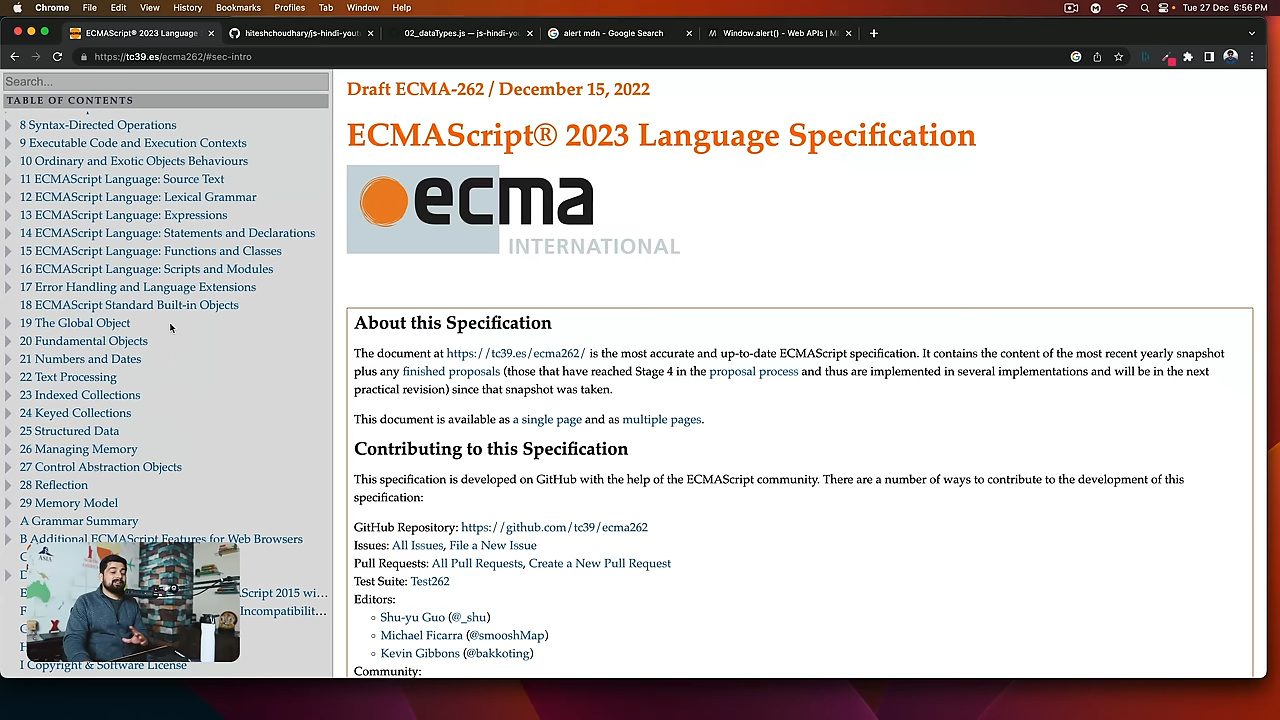 Chrome File Edit View History Bookmarks Profiles Tab Window Help Tue 27 Dec 6:56 PM
ECMAScript® 2023 Language hiteshchoudhary/js-hindi-yout 02_dataTypes.js — js-hindi-yo alert mdn - Google Search Window.alert() - Web APIs | M
https://tc39.es/ecma262/#sec-intro
Search...
TABLE OF CONTENTS
8 Syntax-Directed Operations
9 Executable Code and Execution Contexts
10 Ordinary and Exotic Objects Behaviours
11 ECMAScript Language: Source Text
12 ECMAScript Language: Lexical Grammar
13 ECMAScript Language: Expressions
14 ECMAScript Language: Statements and Declarations
15 ECMAScript Language: Functions and Classes
16 ECMAScript Language: Scripts and Modules
17 Error Handling and Language Extensions
18 ECMAScript Standard Built-in Objects
19 The Global Object
20 Fundamental Objects
21 Numbers and Dates
22 Text Processing
23 Indexed Collections
24 Keyed Collections
25 Structured Data
26 Managing Memory
27 Control Abstraction Objects
28 Reflection
29 Memory Model
A Grammar Summary
B Additional ECMAScript Features for Web Browsers
Script 2015 wi...
Incompatibilit...
I Copyright & Software License
ASIA
Draft ECMA-262 / December 15, 2022
ECMAScript® 2023 Language Specification
ecma
INTERNATIONAL
About this Specification
The document at https://tc39.es/ecma262/ is the most accurate and up-to-date ECMAScript specification. It contains the content of the most recent yearly snapshot
plus any finished proposals (those that have reached Stage 4 in the proposal process and thus are implemented in several implementations and will be in the next
practical revision) since that snapshot was taken.
This document is available as a single page and as multiple pages.
Contributing to this Specification
This specification is developed on GitHub with the help of the ECMAScript community. There are a number of ways to contribute to the development of this
specification:
GitHub Repository: https://github.com/tc39/ecma262
Issues: All Issues, File a New Issue
Pull Requests: All Pull Requests, Create a New Pull Request
Test Suite: Test262
Editors:
Shu-yu Guo (@_shu)
Michael Ficarra (@smooshMap)
Kevin Gibbons (@bakkoting)
Community: